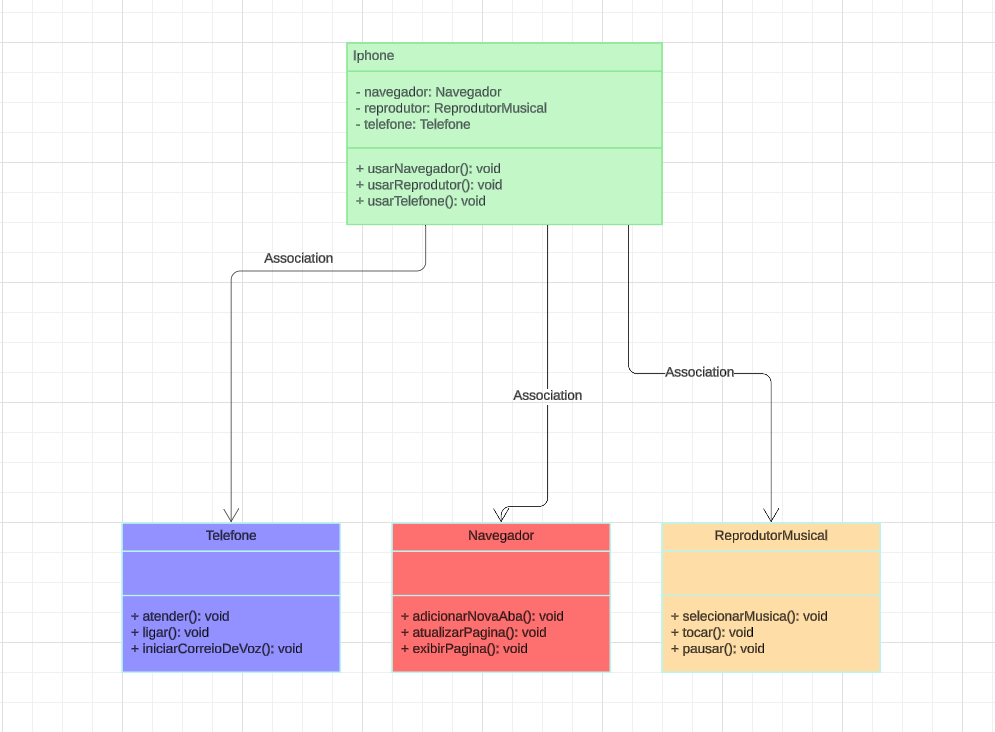 Iphone
- navegador: Navegador
- reprodutor: ReprodutorMusical
- telefone: Telefone
+ usarNavegador(): void
+ usarReprodutor(): void
+ usarTelefone(): void
Association
Association
Association
Telefone
+ atender(): void
+ ligar(): void
+ iniciarCorreioDeVoz(): void
Navegador
+ adicionarNovaAba(): void
+ atualizarPagina(): void
+ exibirPagina(): void
ReprodutorMusical
+ selecionarMusica(): void
+ tocar(): void
+ pausar(): void